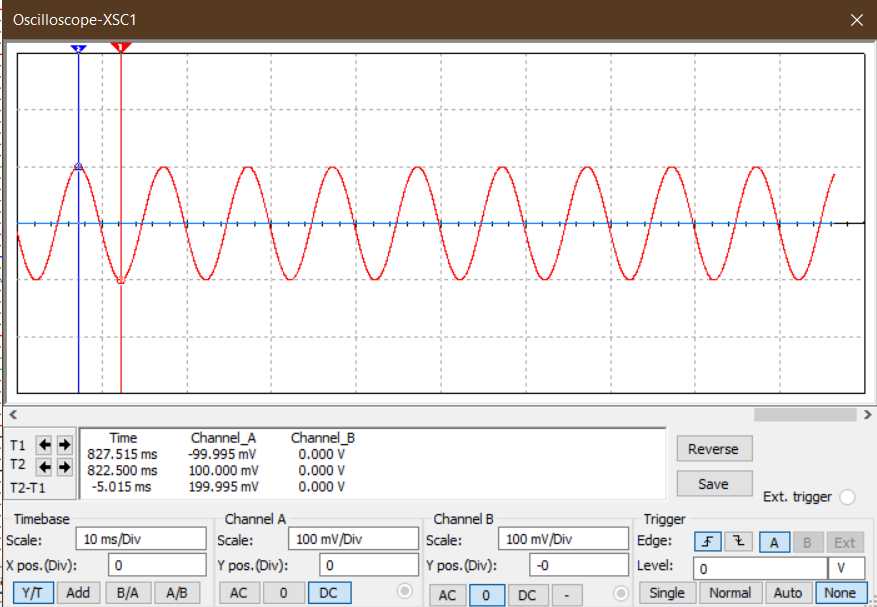 Oscilloscope-XSC1
2 1
Time Channel_A Channel_B
T1 827.515 ms -99.995 mV 0.000 V
T2 822.500 ms 100.000 mV 0.000 V
T2-T1 -5.015 ms 199.995 mV 0.000 V
Reverse
Save
Ext. trigger
Timebase
Scale: 10 ms/Div
X pos.(Div): 0
Y/T Add B/A A/B
Channel A
Scale: 100 mV/Div
Y pos.(Div): 0
AC 0 DC
Channel B
Scale: 100 mV/Div
Y pos.(Div): -0
AC 0 DC -
Trigger
Edge: A B Ext
Level: 0 V
Single Normal Auto None